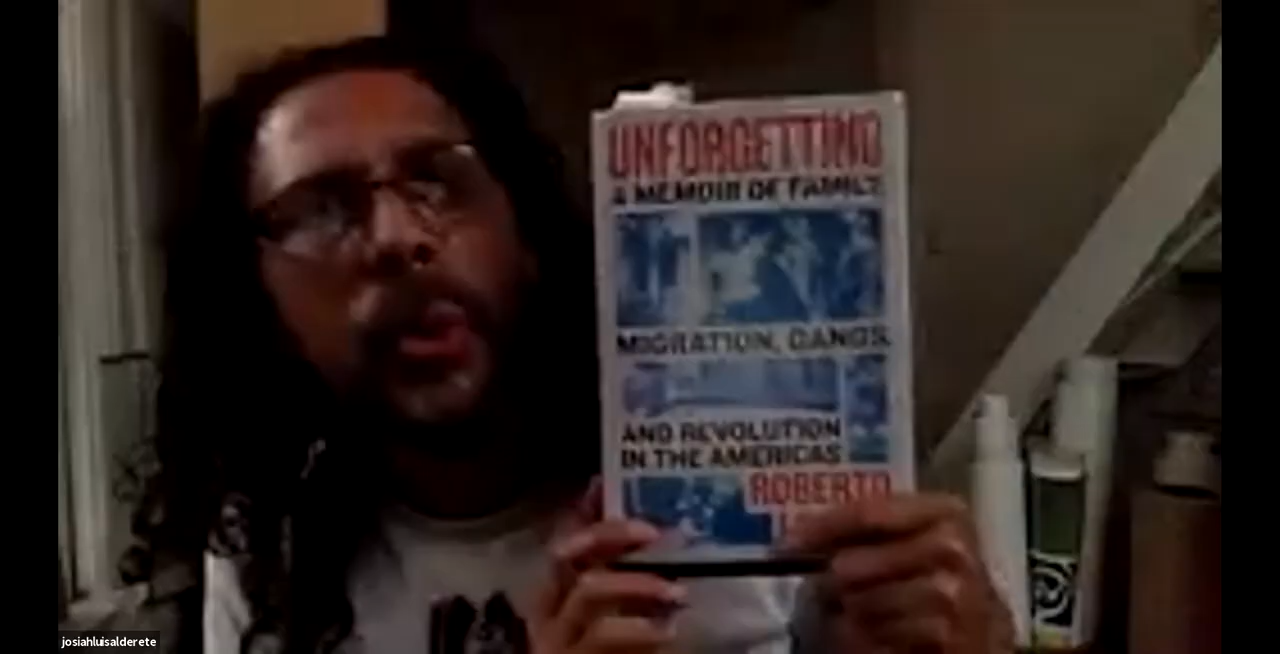 UNFORGETTING
A MEMOIR OF FAMILY,
MIGRATION, GANGS,
AND REVOLUTION
IN THE AMERICAS
ROBERTO
josiahluisalderete